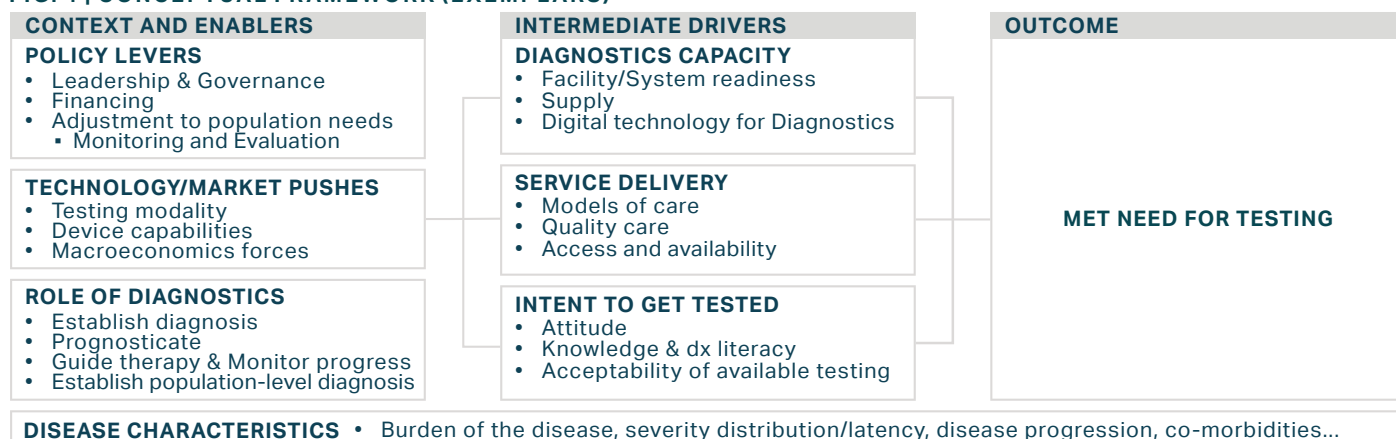 CONTEXT AND ENABLERS
POLICY LEVERS
• Leadership & Governance
• Financing
• Adjustment to population needs
▪ Monitoring and Evaluation
TECHNOLOGY/MARKET PUSHES
• Testing modality
• Device capabilities
• Macroeconomics forces
ROLE OF DIAGNOSTICS
• Establish diagnosis
• Prognosticate
• Guide therapy & Monitor progress
• Establish population-level diagnosis
INTERMEDIATE DRIVERS
DIAGNOSTICS CAPACITY
• Facility/System readiness
• Supply
• Digital technology for Diagnostics
SERVICE DELIVERY
• Models of care
• Quality care
• Access and availability
INTENT TO GET TESTED
• Attitude
• Knowledge & dx literacy
• Acceptability of available testing
OUTCOME
MET NEED FOR TESTING
DISEASE CHARACTERISTICS • Burden of the disease, severity distribution/latency, disease progression, co-morbidities...